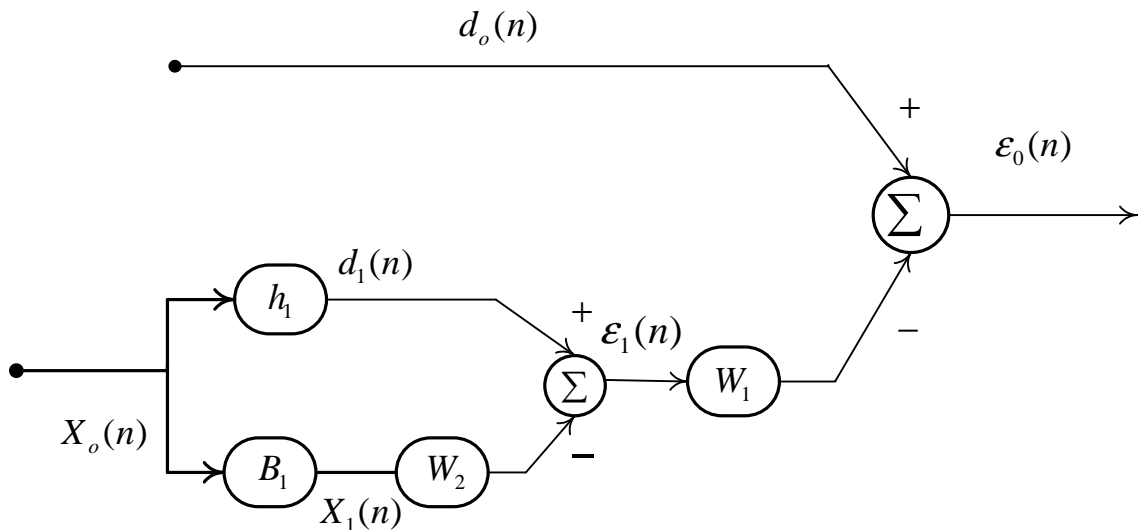 d_o(n)
+
ε_0(n)
Σ
d_1(n)
h_1
+
ε_1(n)
−
Σ
W_1
X_o(n)
B_1
W_2
−
X_1(n)